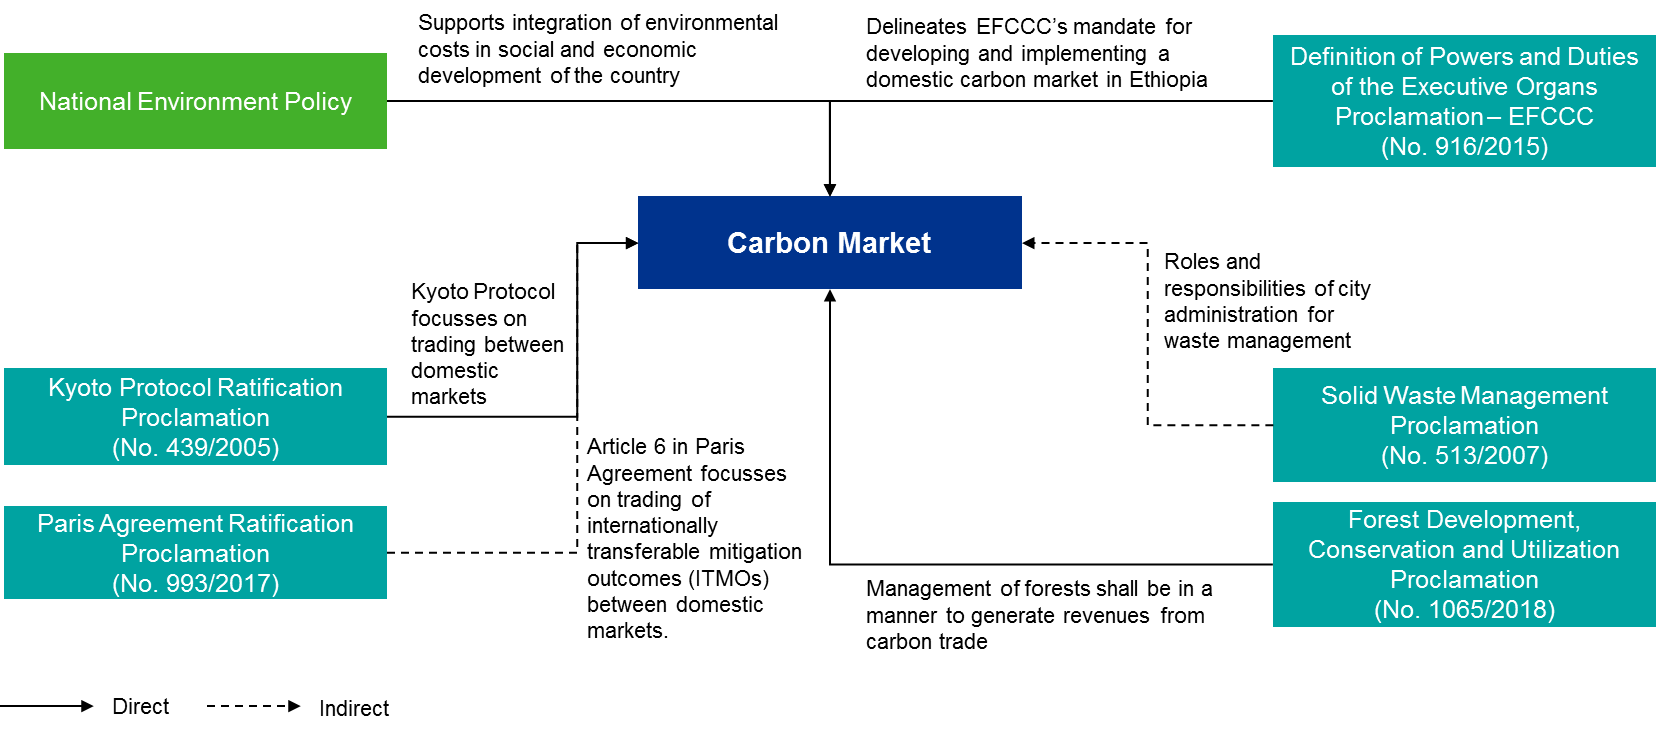 Supports integration of environmental
costs in social and economic
development of the country
Delineates EFCCC’s mandate for
developing and implementing a
domestic carbon market in Ethiopia
National Environment Policy
Definition of Powers and Duties
of the Executive Organs
Proclamation – EFCCC
(No. 916/2015)
Carbon Market
Kyoto Protocol
focusses on
trading between
domestic
markets
Roles and
responsibilities of city
administration for
waste management
Kyoto Protocol Ratification
Proclamation
(No. 439/2005)
Solid Waste Management
Proclamation
(No. 513/2007)
Article 6 in Paris
Agreement focusses
on trading of
internationally
transferable mitigation
outcomes (ITMOs)
between domestic
markets.
Paris Agreement Ratification
Proclamation
(No. 993/2017)
Forest Development,
Conservation and Utilization
Proclamation
(No. 1065/2018)
Management of forests shall be in a
manner to generate revenues from
carbon trade
Direct
Indirect